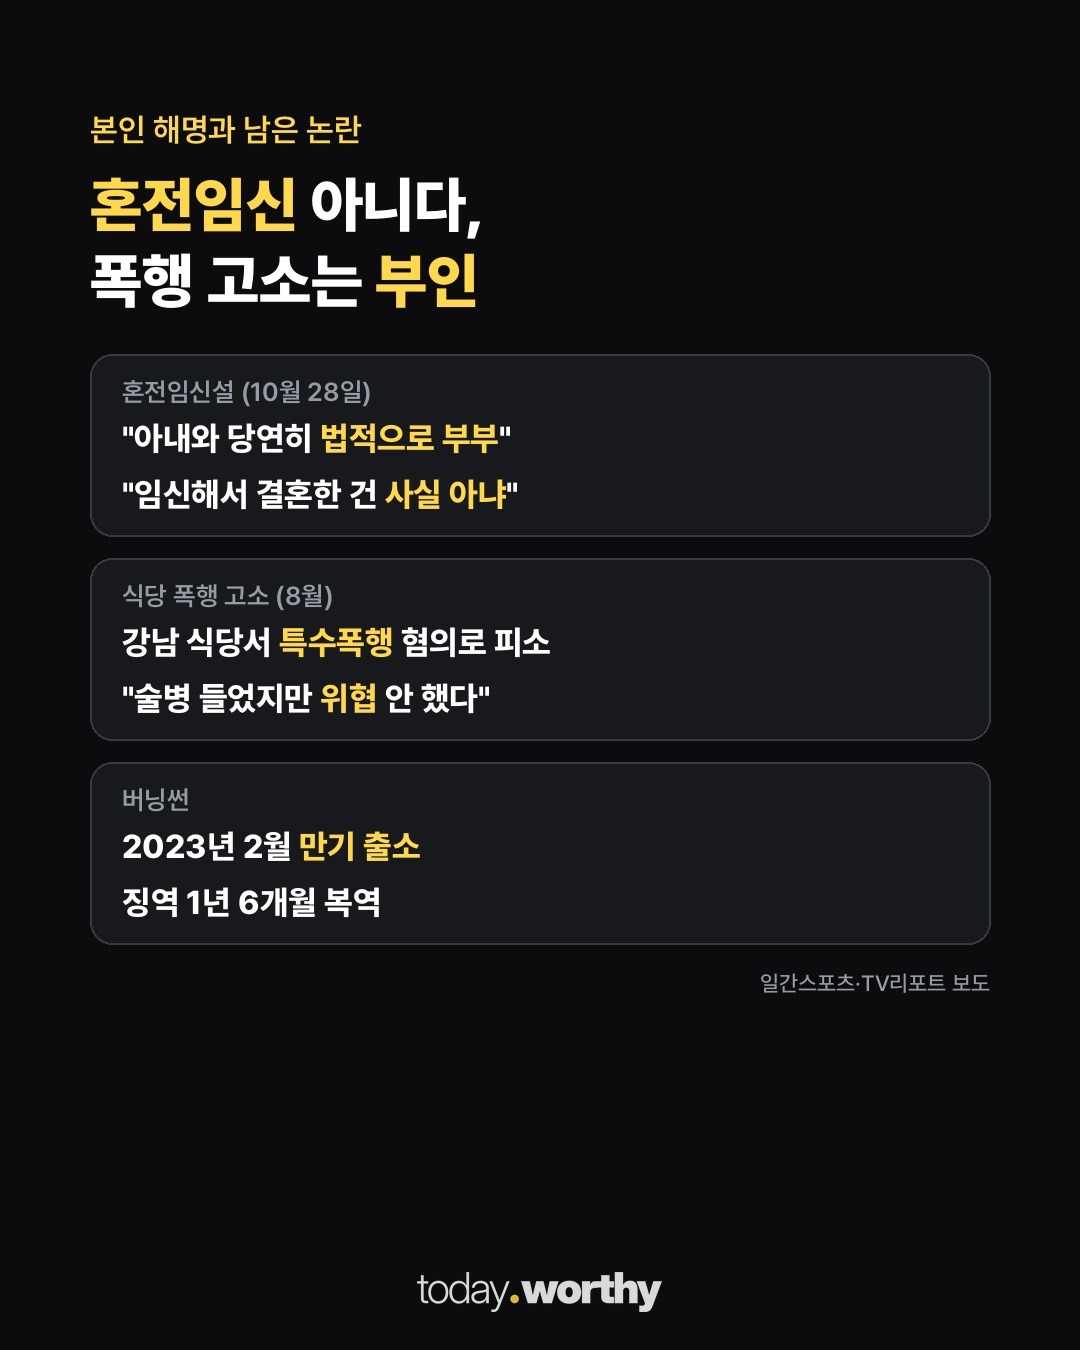 본인 해명과 남은 논란
혼전임신 아니다,
폭행 고소는 부인
혼전임신설 (10월 28일)
"아내와 당연히 법적으로 부부"
"임신해서 결혼한 건 사실 아냐"
식당 폭행 고소 (8월)
강남 식당서 특수폭행 혐의로 피소
"술병 들었지만 위협 안 했다"
버닝썬
2023년 2월 만기 출소
징역 1년 6개월 복역
일간스포츠·TV리포트 보도
today.worthy